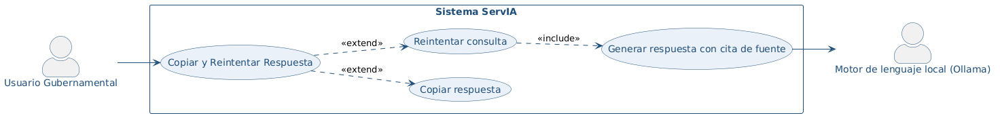 Sistema ServIA
Usuario Gubernamental
Copiar y Reintentar Respuesta
«extend»
Reintentar consulta
«include»
Generar respuesta con cita de fuente
«extend»
Copiar respuesta
Motor de lenguaje local (Ollama)